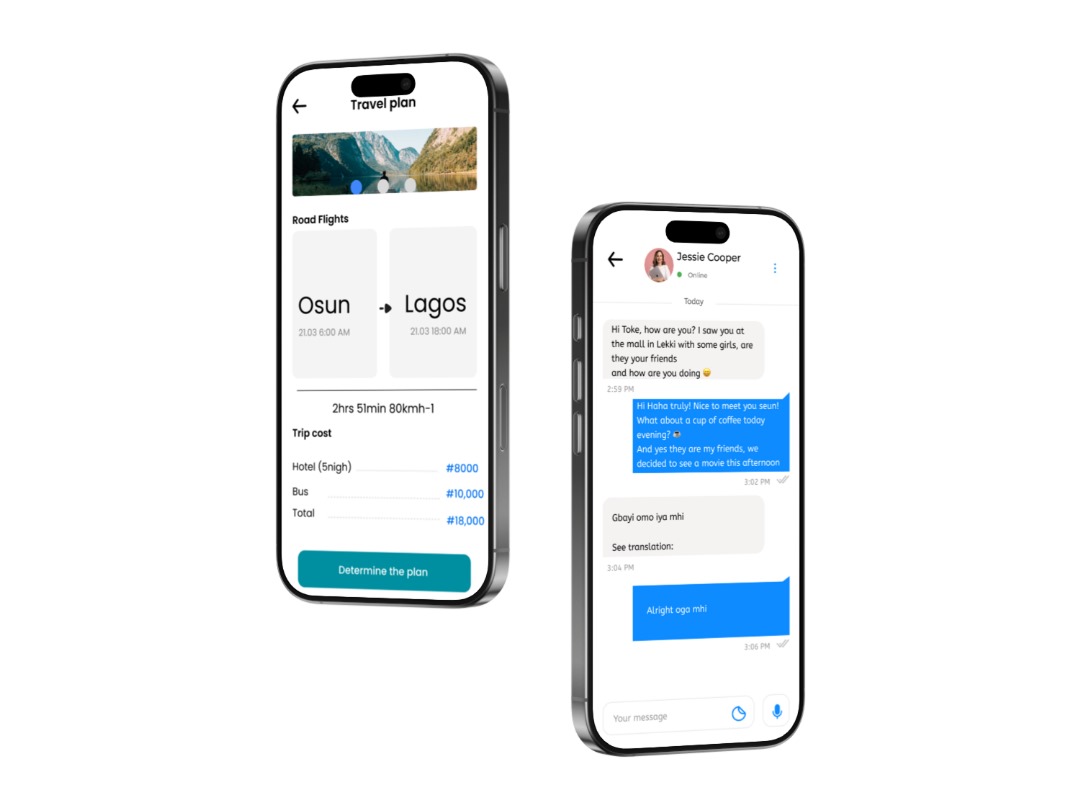 Travel plan
Road Flights
Osun
Lagos
21.03 6:00 AM
21.03 18:00 AM
2hrs 51min 80kmh-1
Trip cost
Hotel (5nigh)
#8000
Bus
#10,000
Total
#18,000
Determine the plan
Jessie Cooper
Online
Today
Hi Toke, how are you? I saw you at
the mall in Lekki with some girls, are
they your friends
and how are you doing 😄
2:59 PM
Hi Haha truly! Nice to meet you seun!
What about a cup of coffee today
evening? ☕
And yes they are my friends, we
decided to see a movie this afternoon
3:02 PM
Gbayi omo iya mhi
See translation:
3:04 PM
Alright oga mhi
3:06 PM
Your message